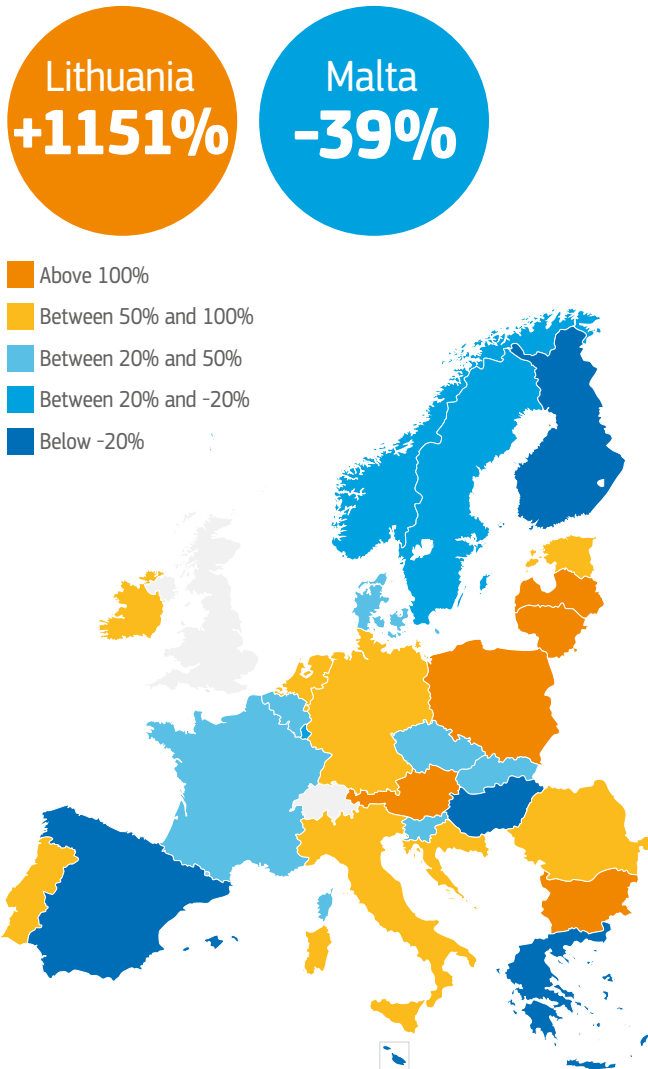 Lithuania
+1151%
Malta
-39%
Above 100%
Between 50% and 100%
Between 20% and 50%
Between 20% and -20%
Below -20%